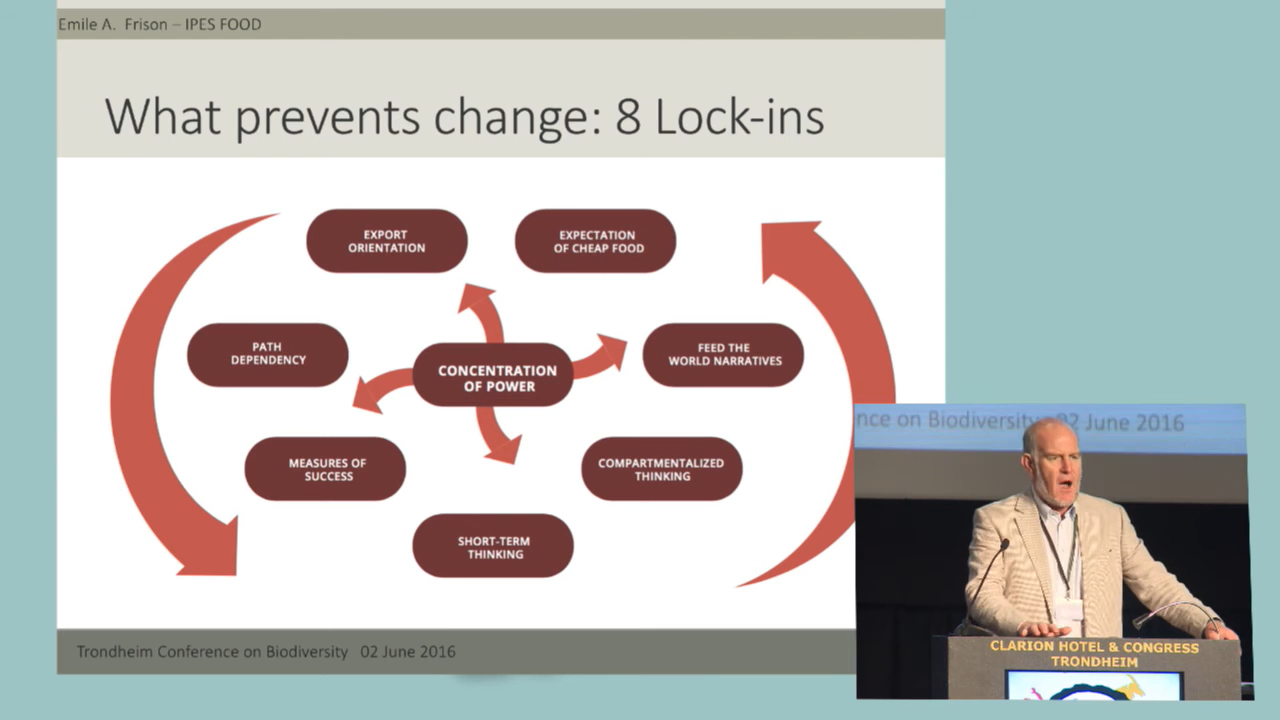 Emile A. Frison – IPES FOOD
What prevents change: 8 Lock-ins
EXPORT
ORIENTATION
EXPECTATION
OF CHEAP FOOD
PATH
DEPENDENCY
CONCENTRATION
OF POWER
FEED THE
WORLD NARRATIVES
MEASURES OF
SUCCESS
COMPARTMENTALIZED
THINKING
SHORT-TERM
THINKING
Trondheim Conference on Biodiversity 02 June 2016
nce on Biodiversity 02 June 2016
CLARION HOTEL & CONGRESS
TRONDHEIM